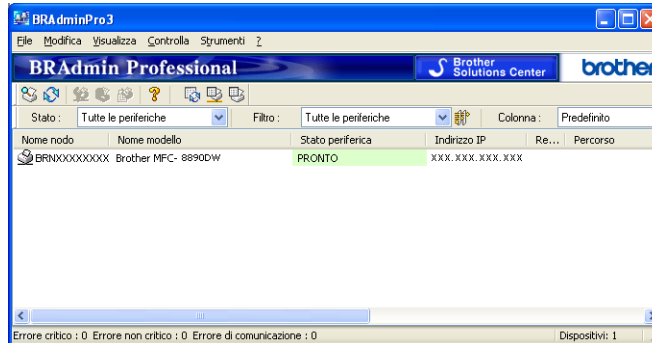 BRAdminPro3
File Modifica Visualizza Controlla Strumenti ?
BRAdmin Professional Brother Solutions Center brother
Stato : Tutte le periferiche Filtro : Tutte le periferiche Colonna : Predefinito
Nome nodo Nome modello Stato periferica Indirizzo IP Re... Percorso
BRNXXXXXXXX Brother MFC- 8890DW PRONTO XXX.XXX.XXX.XXX
Errore critico : 0 Errore non critico : 0 Errore di comunicazione : 0 Dispositivi: 1